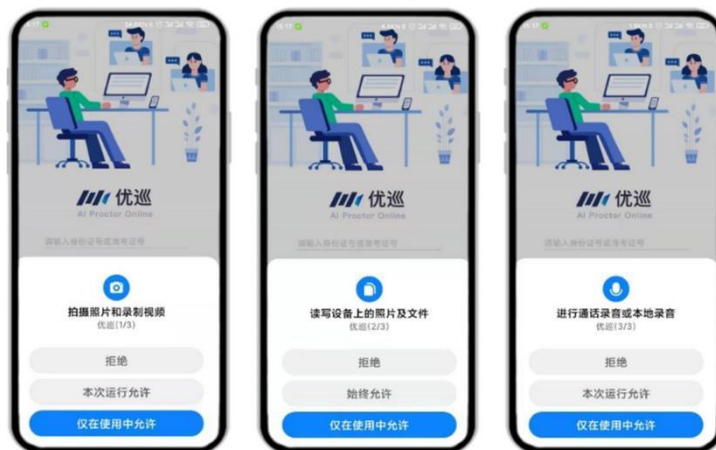 优巡
AI Proctor Online
请输入身份证号或准考证号
拍摄照片和录制视频
优巡(1/3)
拒绝
本次运行允许
仅在使用中允许
优巡
AI Proctor Online
请输入身份证号或准考证号
读写设备上的照片及文件
优巡(2/3)
拒绝
始终允许
仅在使用中允许
优巡
AI Proctor Online
请输入身份证号或准考证号
进行通话录音或本地录音
优巡(3/3)
拒绝
本次运行允许
仅在使用中允许